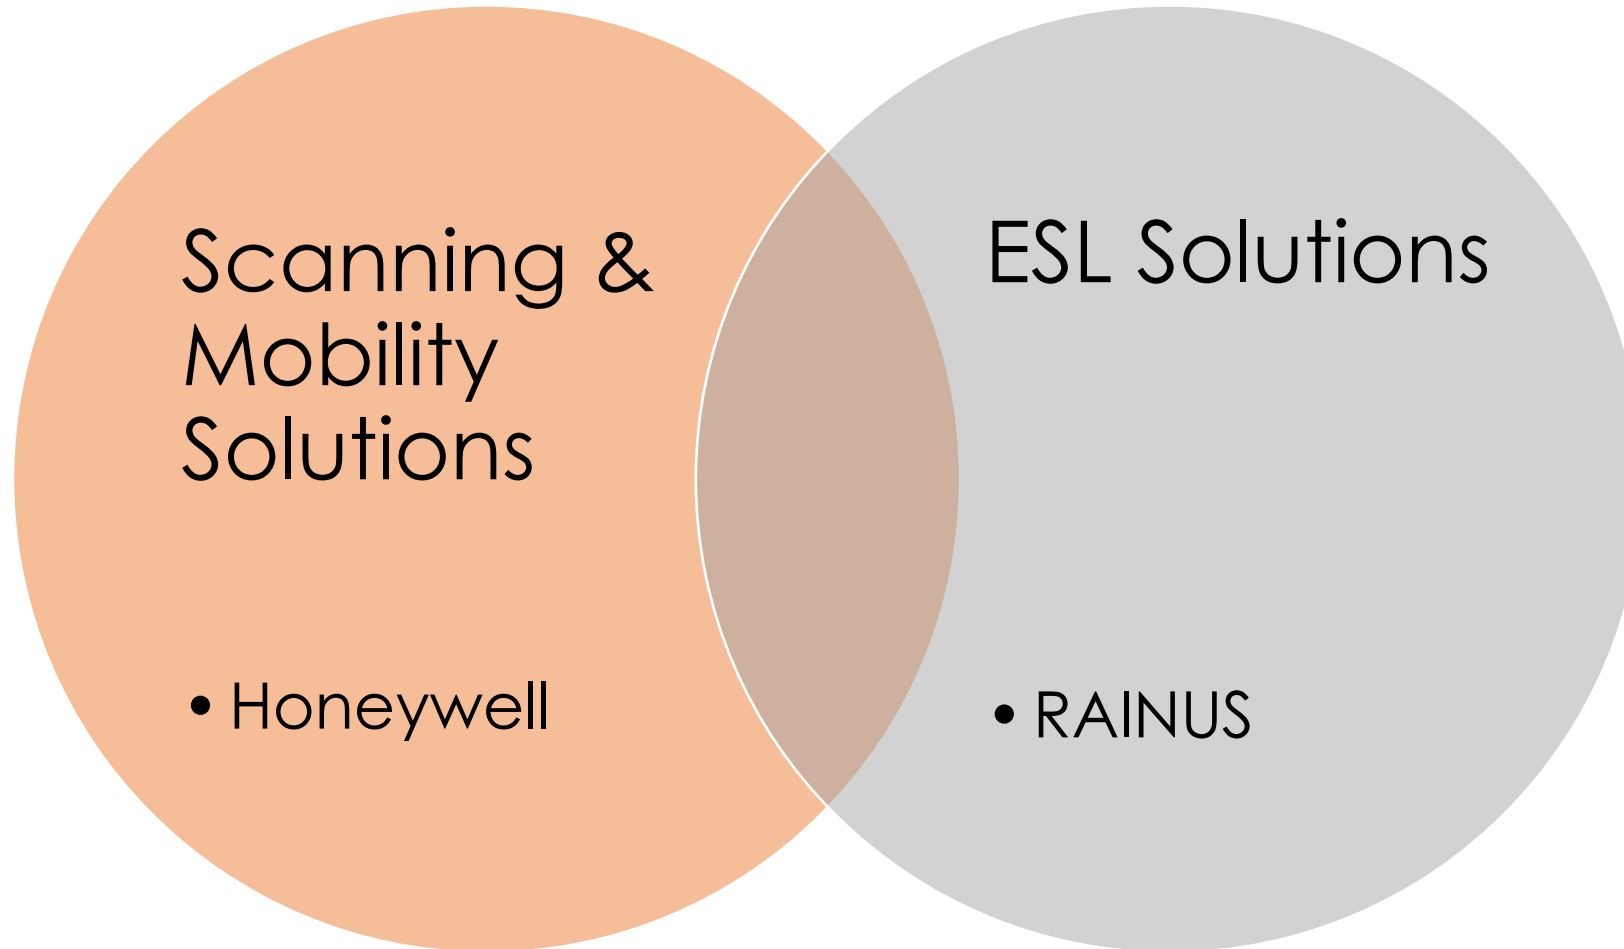 Scanning &
Mobility
Solutions
• Honeywell
ESL Solutions
• RAINUS